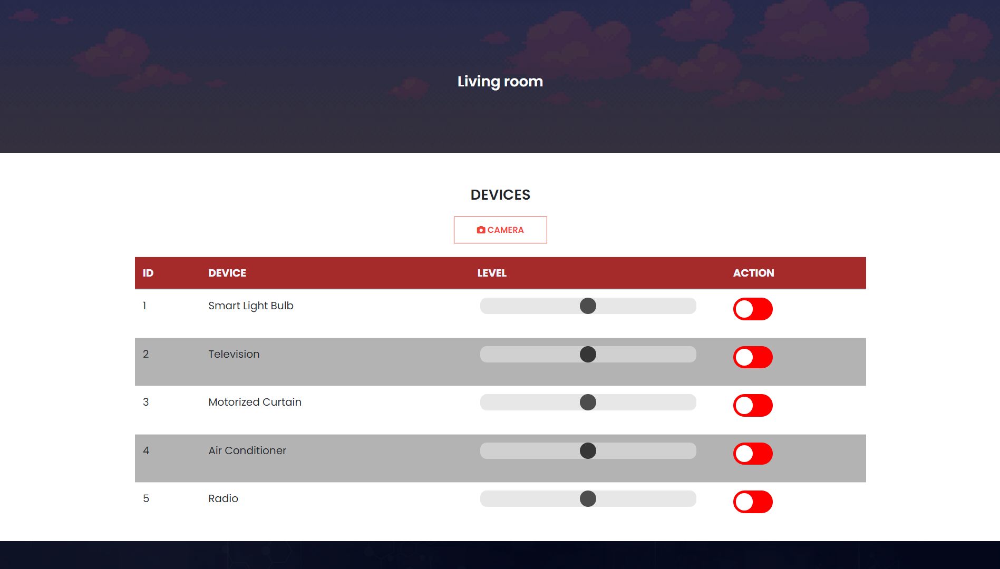 Living room
DEVICES
CAMERA
ID DEVICE LEVEL ACTION
1 Smart Light Bulb
2 Television
3 Motorized Curtain
4 Air Conditioner
5 Radio